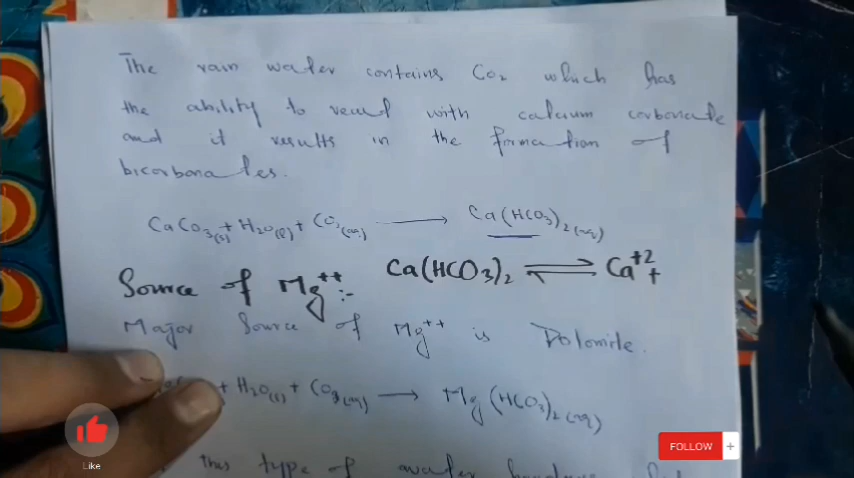 The rain water contains CO2 which has
the ability to react with calcium carbonate
and it results in the formation of
bicarbonates.
CaCO3(s) + H2O(l) + CO2(aq) → Ca(HCO3)2(aq)
Ca(HCO3)2 ⇌ Ca+2 +
Source of Mg++ :-
Major Source of Mg++ is Dolomite.
+ H2O(l) + CO2(aq) → Mg(HCO3)2(aq)
this type of water hardness
Like
FOLLOW +